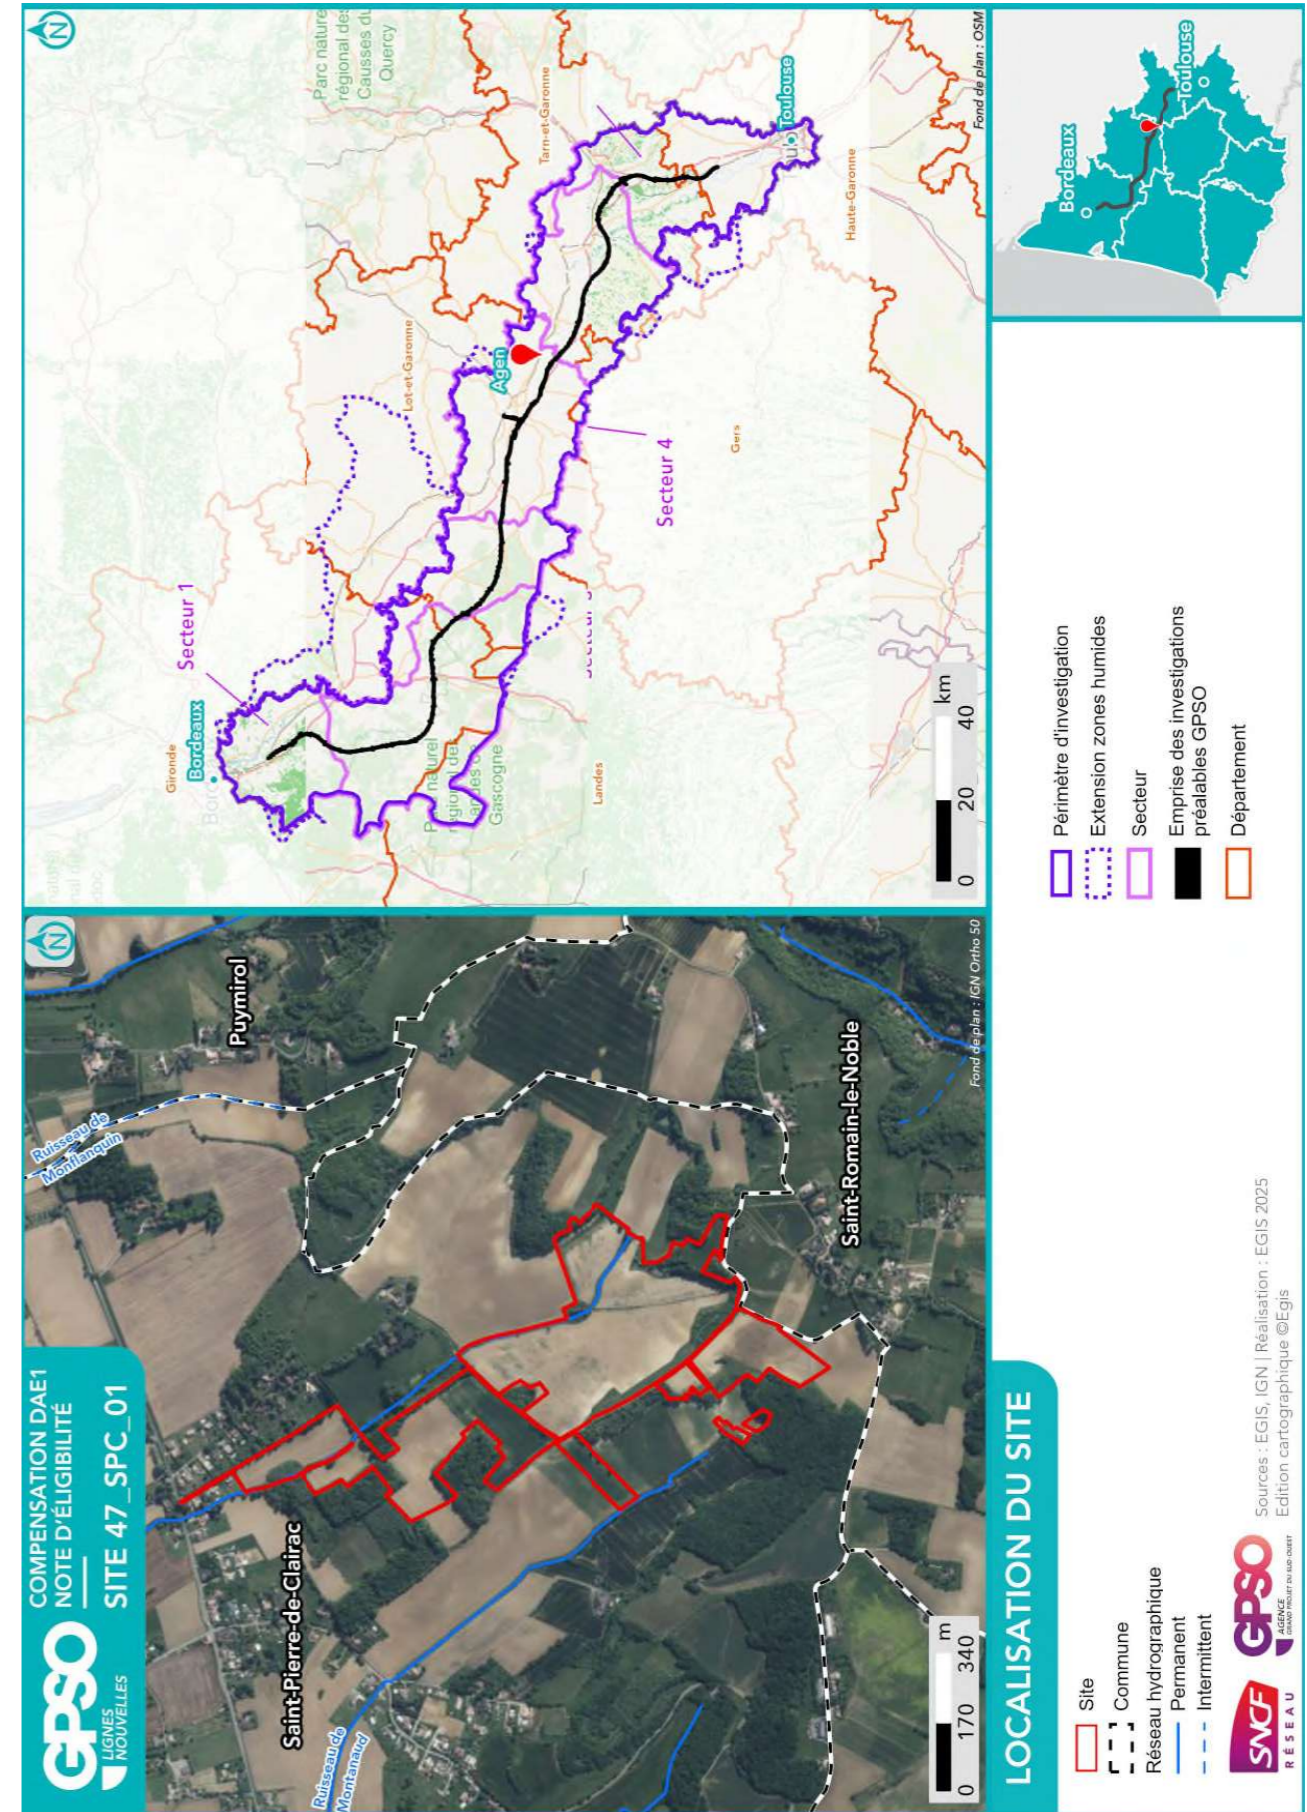 GPSO
LIGNES
NOUVELLES
COMPENSATION DAE1
NOTE D'ÉLIGIBILITÉ
SITE 47_SPC_01
N
Ruisseau de
Monflanquin
Puymirol
Saint-Pierre-de-Clairac
Ruisseau de
Montanaud
Saint-Romain-le-Noble
0 170 340 m
Fond de plan : IGN Ortho 50
N
Parc nature
régional des
Causses du
Quercy
Gironde
Bordeaux
Secteur 1
Lot-et-Garonne
Agen
Tarn-et-Garonne
Toulouse
Haute-Garonne
Secteur 4
Gers
Landes
naturel
Gascogne
0 20 40 km
Fond de plan : OSM
LOCALISATION DU SITE
Site
Commune
Réseau hydrographique
Permanent
Intermittent
Périmètre d'investigation
Extension zones humides
Secteur
Emprise des investigations
préalables GPSO
Département
Bordeaux
Toulouse
SNCF
RÉSEAU
GPSO
AGENCE
GRAND PROJET DU SUD-OUEST
Sources : EGIS, IGN | Réalisation : EGIS 2025
Edition cartographique ©Egis